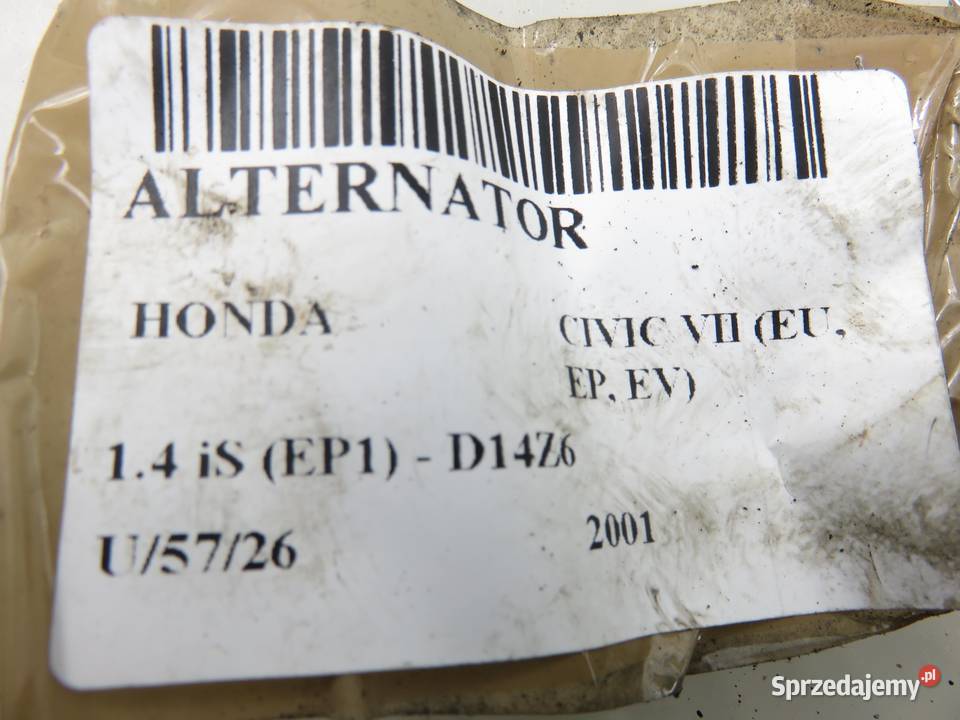 ALTERNATOR
HONDA
CIVIC VII (EU,
EP, EV)
1.4 iS (EP1) - D14Z6
U/57/26
2001
Sprzedajemy.pl